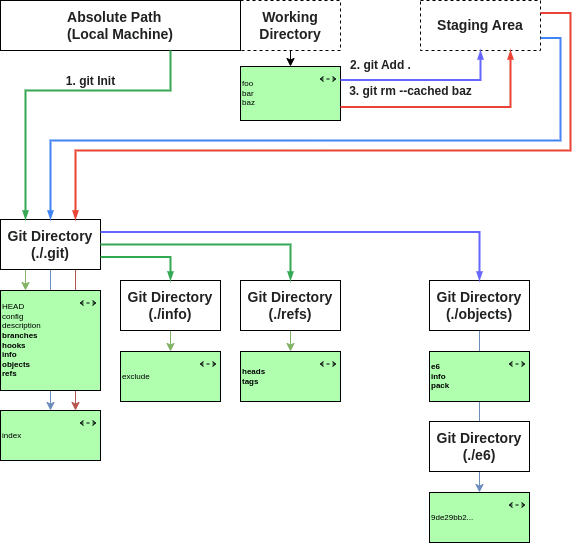 Absolute Path
(Local Machine)
Working
Directory
Staging Area
1. git Init
2. git Add .
3. git rm --cached baz
foo
bar
baz
Git Directory
(./.git)
HEAD
config
description
branches
hooks
info
objects
refs
index
Git Directory
(./info)
exclude
Git Directory
(./refs)
heads
tags
Git Directory
(./objects)
e6
info
pack
Git Directory
(./e6)
9de29bb2...